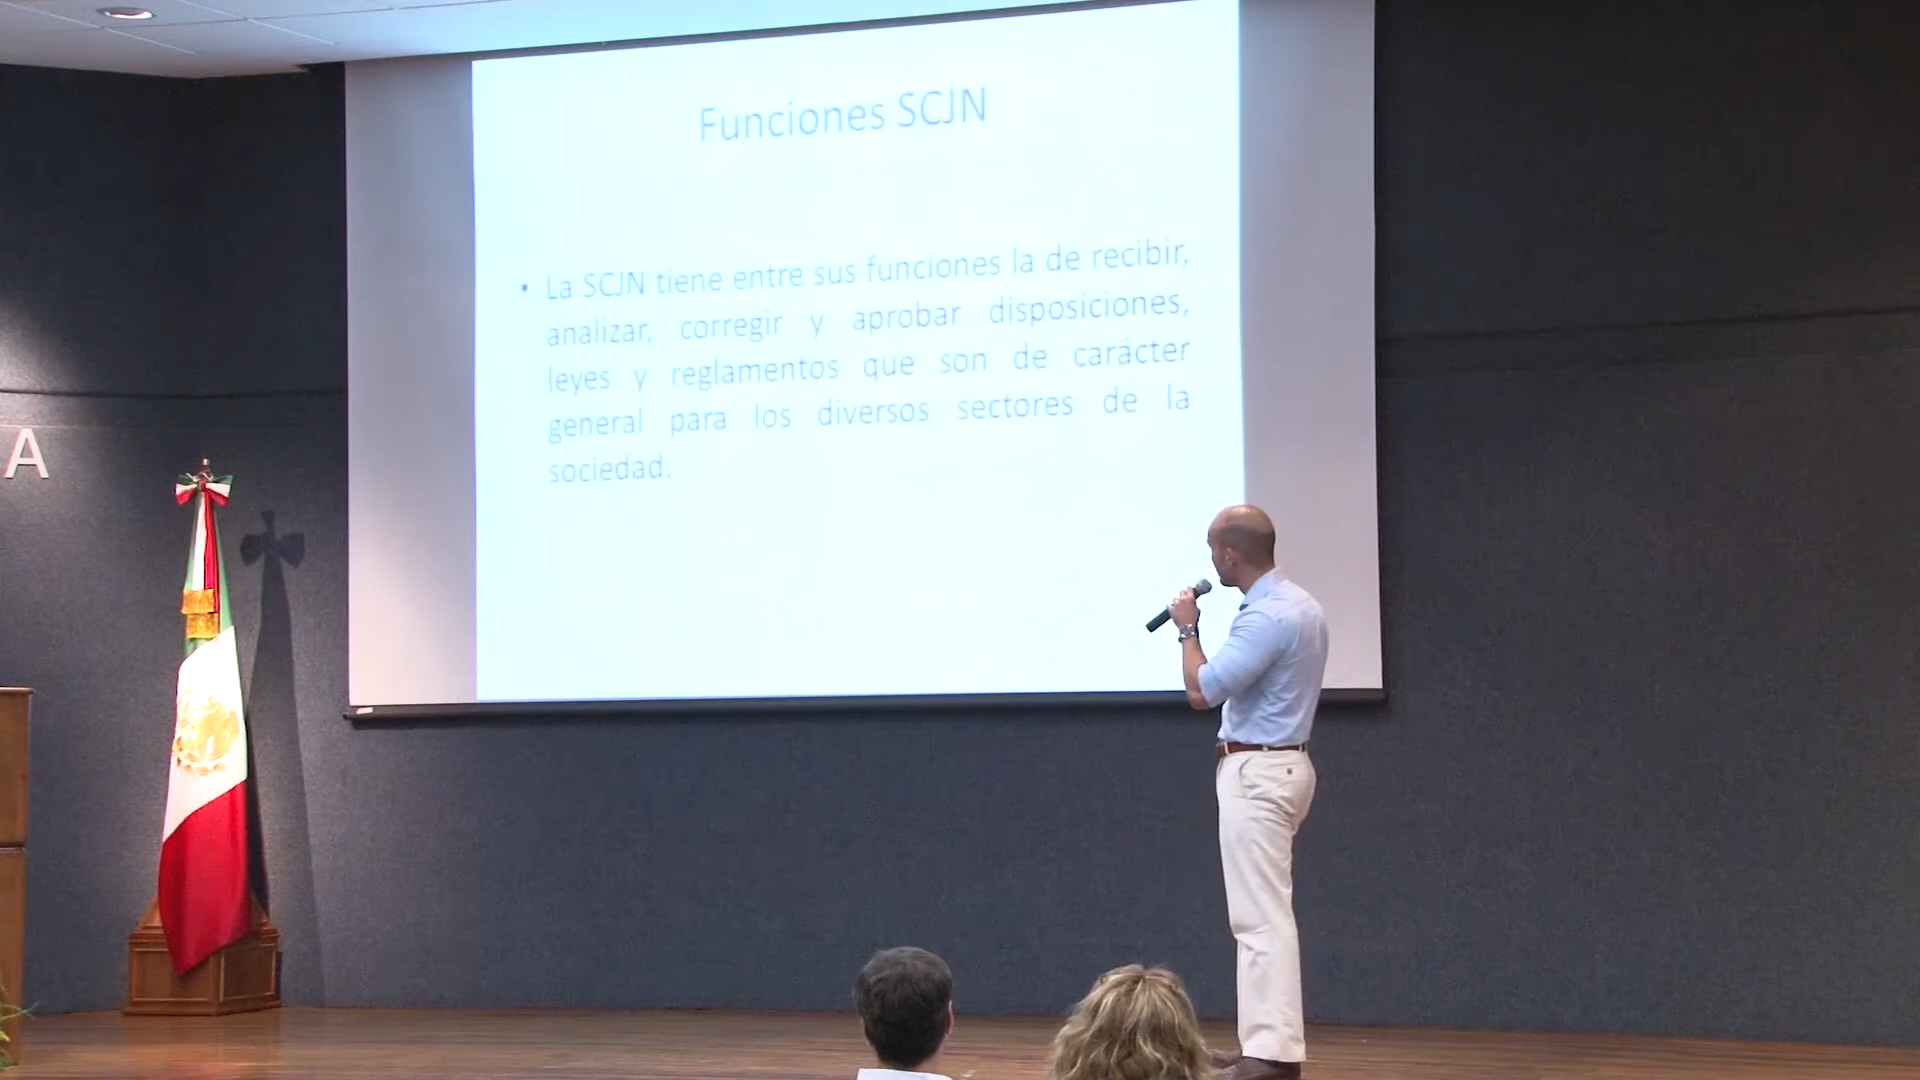 Funciones SCJN
• La SCJN tiene entre sus funciones la de recibir,
analizar, corregir y aprobar disposiciones,
leyes y reglamentos que son de carácter
general para los diversos sectores de la
sociedad.
A